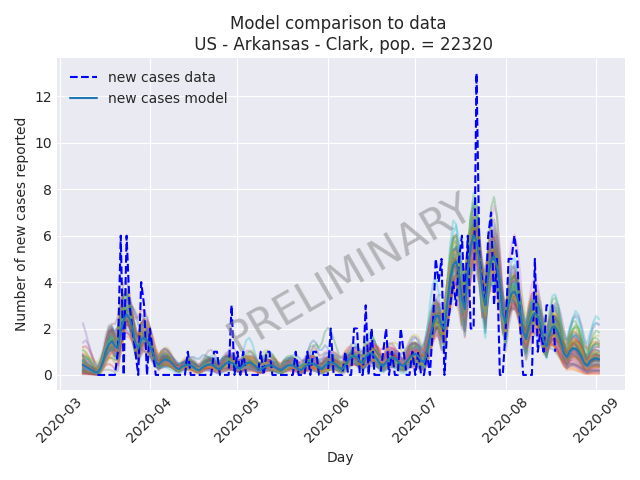 Model comparison to data
US - Arkansas - Clark, pop. = 22320
new cases data
new cases model
PRELIMINARY
Number of new cases reported
12
10
8
6
4
2
0
2020-03
2020-04
2020-05
2020-06
2020-07
2020-08
2020-09
Day